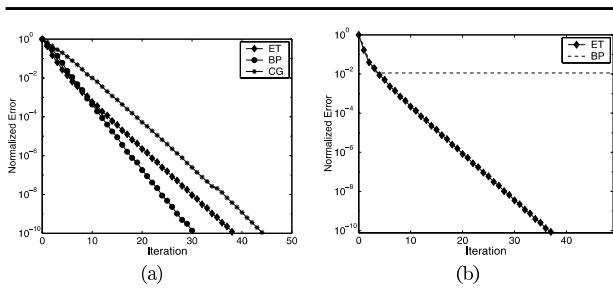 10^0
10^-2
10^-4
10^-6
10^-8
10^-10
Normalized Error
ET
BP
CG
0 10 20 30 40 50
Iteration
(a)
10^0
10^-2
10^-4
10^-6
10^-8
10^-10
Normalized Error
ET
BP
0 10 20 30 40
Iteration
(b)